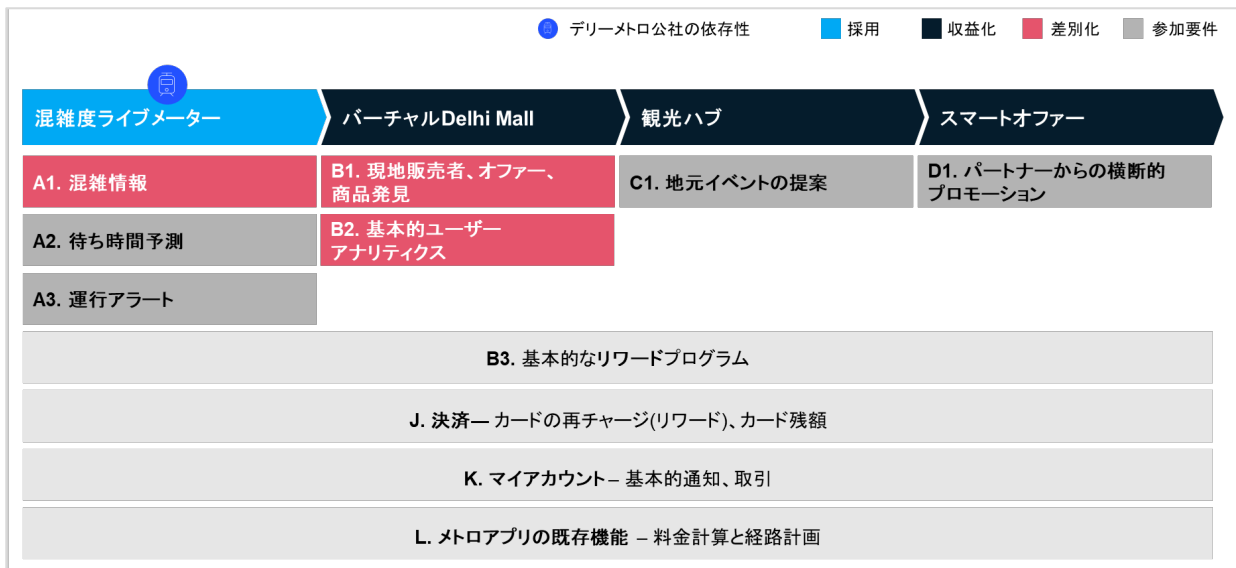 デリーメトロ公社の依存性
採用
収益化
差別化
参加要件
混雑度ライブメーター
バーチャルDelhi Mall
観光ハブ
スマートオファー
A1. 混雑情報
B1. 現地販売者、オファー、
商品発見
C1. 地元イベントの提案
D1. パートナーからの横断的
プロモーション
A2. 待ち時間予測
B2. 基本的ユーザー
アナリティクス
A3. 運行アラート
B3. 基本的なリワードプログラム
J. 決済— カードの再チャージ(リワード)、カード残額
K. マイアカウント – 基本的通知、取引
L. メトロアプリの既存機能 – 料金計算と経路計画